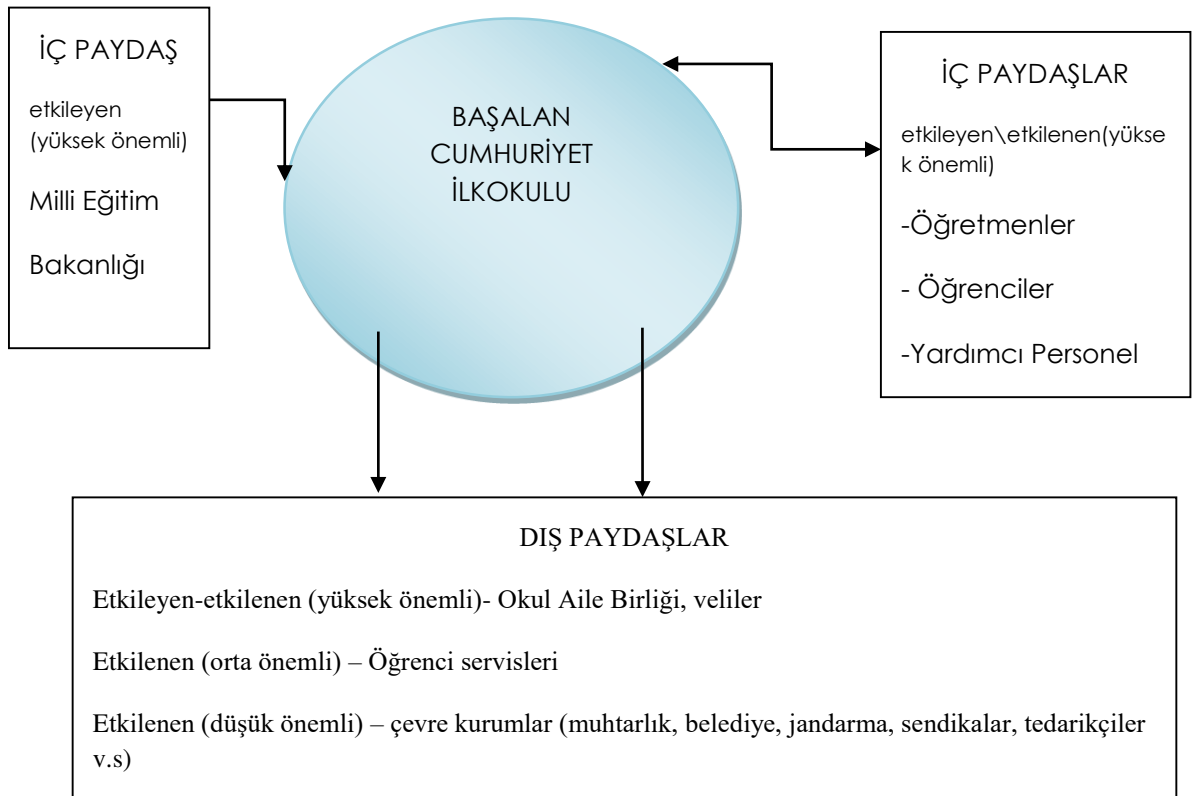 İÇ PAYDAŞ
etkileyen
(yüksek önemli)
Milli Eğitim
Bakanlığı
BAŞALAN
CUMHURİYET
İLKOKULU
İÇ PAYDAŞLAR
etkileyen\etkilenen(yükse
k önemli)
-Öğretmenler
- Öğrenciler
-Yardımcı Personel
DIŞ PAYDAŞLAR
Etkileyen-etkilenen (yüksek önemli)- Okul Aile Birliği, veliler
Etkilenen (orta önemli) – Öğrenci servisleri
Etkilenen (düşük önemli) – çevre kurumlar (muhtarlık, belediye, jandarma, sendikalar, tedarikçiler
v.s)